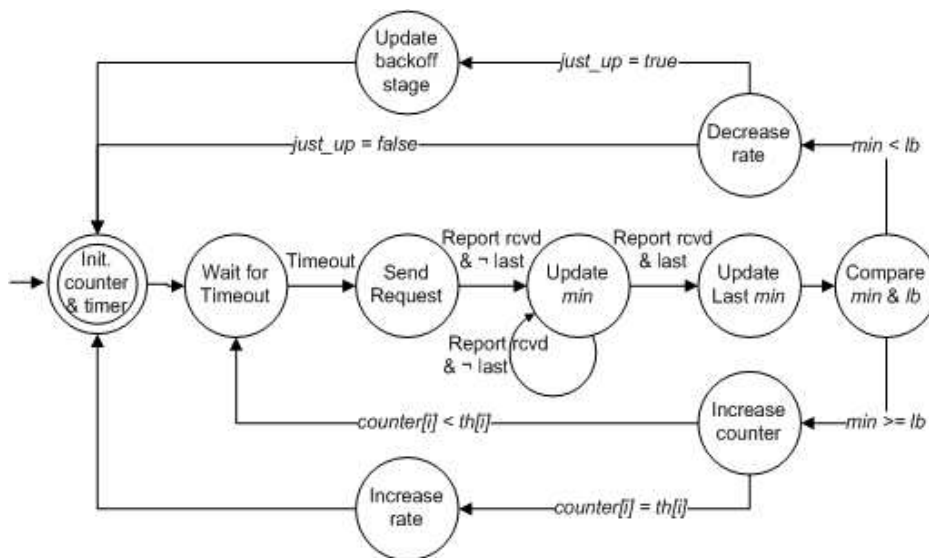 Update
backoff
stage
just_up = true
Decrease
rate
just_up = false
min < lb
Init.
counter
& timer
Wait for
Timeout
Timeout
Send
Request
Report rcvd
& ¬ last
Update
min
Report rcvd
& last
Update
Last min
Compare
min & lb
Report rcvd
& ¬ last
counter[i] < th[i]
Increase
counter
min >= lb
Increase
rate
counter[i] = th[i]